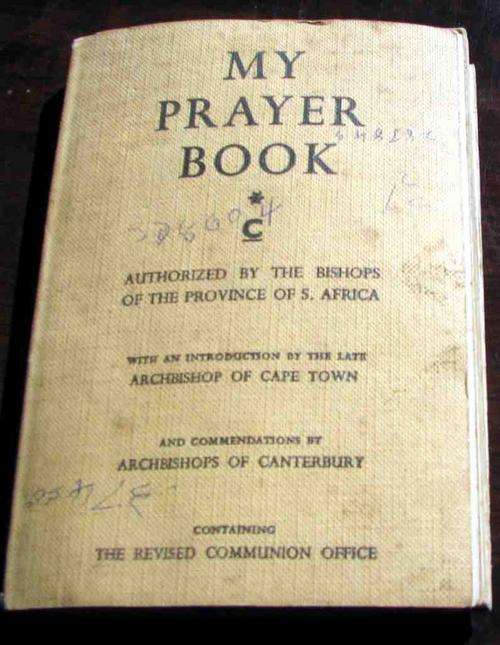 MY
PRAYER
BOOK
*
C
AUTHORIZED BY THE BISHOPS
OF THE PROVINCE OF S. AFRICA
WITH AN INTRODUCTION BY THE LATE
ARCHBISHOP OF CAPE TOWN
AND COMMENDATIONS BY
ARCHBISHOPS OF CANTERBURY
CONTAINING
THE REVISED COMMUNION OFFICE